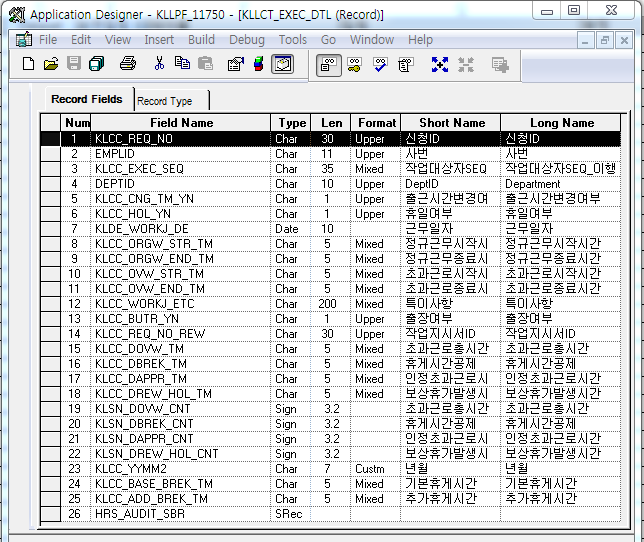 Application Designer - KLLPF_11750 - [KLLCT_EXEC_DTL (Record)]
File Edit View Insert Build Debug Tools Go Window Help
Record Fields Record Type
Num Field Name Type Len Format Short Name Long Name
1 KLCC_REQ_NO Char 30 Upper 신청ID 신청ID
2 EMPLID Char 11 Upper 사번 사번
3 KLCC_EXEC_SEQ Char 35 Mixed 작업대상자SEQ 작업대상자SEQ_이행
4 DEPTID Char 10 Upper DeptID Department
5 KLCC_CNG_TM_YN Char 1 Upper 출근시간변경여 출근시간변경여부
6 KLCC_HOL_YN Char 1 Upper 휴일여부 휴일여부
7 KLDE_WORKJ_DE Date 10 근무일자 근무일자
8 KLCC_ORGW_STR_TM Char 5 Mixed 정규근무시작시 정규근무시작시간
9 KLCC_ORGW_END_TM Char 5 Mixed 정규근무종료시 정규근무종료시간
10 KLCC_OVW_STR_TM Char 5 Mixed 초과근로시작시 초과근로시작시간
11 KLCC_OVW_END_TM Char 5 Mixed 초과근로종료시 초과근로종료시간
12 KLCC_WORKJ_ETC Char 200 Mixed 특이사항 특이사항
13 KLCC_BUTR_YN Char 1 Upper 출장여부 출장여부
14 KLCC_REQ_NO_REW Char 30 Upper 작업지시서ID 작업지시서ID
15 KLCC_DOVW_TM Char 5 Mixed 초과근로총시간 초과근로총시간
16 KLCC_DBREK_TM Char 5 Mixed 휴게시간공제 휴게시간공제
17 KLCC_DAPPR_TM Char 5 Mixed 인정초과근로시 인정초과근로시간
18 KLCC_DREW_HOL_TM Char 5 Mixed 보상휴가발생시 보상휴가발생시간
19 KLSN_DOVW_CNT Sign 3.2 초과근로총시간 초과근로총시간
20 KLSN_DBREK_CNT Sign 3.2 휴게시간공제 휴게시간공제
21 KLSN_DAPPR_CNT Sign 3.2 인정초과근로시 인정초과근로시간
22 KLSN_DREW_HOL_CNT Sign 3.2 보상휴가발생시 보상휴가발생시간
23 KLCC_YYMM2 Char 7 Custm 년월 년월
24 KLCC_BASE_BREK_TM Char 5 Mixed 기본휴게시간 기본휴게시간
25 KLCC_ADD_BREK_TM Char 5 Mixed 추가휴게시간 추가휴게시간
26 HRS_AUDIT_SBR SRec